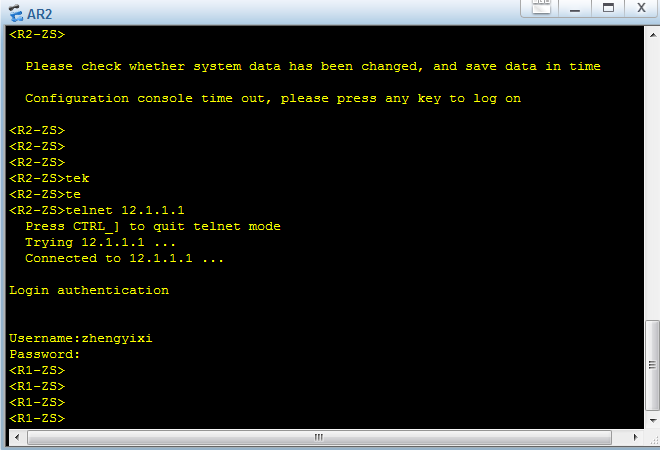 AR2
<R2-ZS>
Please check whether system data has been changed, and save data in time
Configuration console time out, please press any key to log on
<R2-ZS>
<R2-ZS>
<R2-ZS>
<R2-ZS>tek
<R2-ZS>te
<R2-ZS>telnet 12.1.1.1
Press CTRL_] to quit telnet mode
Trying 12.1.1.1 ...
Connected to 12.1.1.1 ...
Login authentication
Username:zhengyixi
Password:
<R1-ZS>
<R1-ZS>
<R1-ZS>
<R1-ZS>